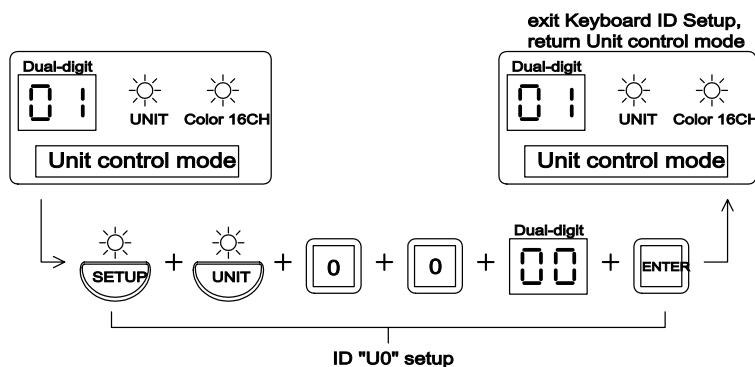 exit Keyboard ID Setup,
return Unit control mode
Dual-digit
01
UNIT
Color 16CH
Unit control mode
Dual-digit
01
UNIT
Color 16CH
Unit control mode
Dual-digit
SETUP + UNIT + 0 + 0 + 00 + ENTER
ID "U0" setup